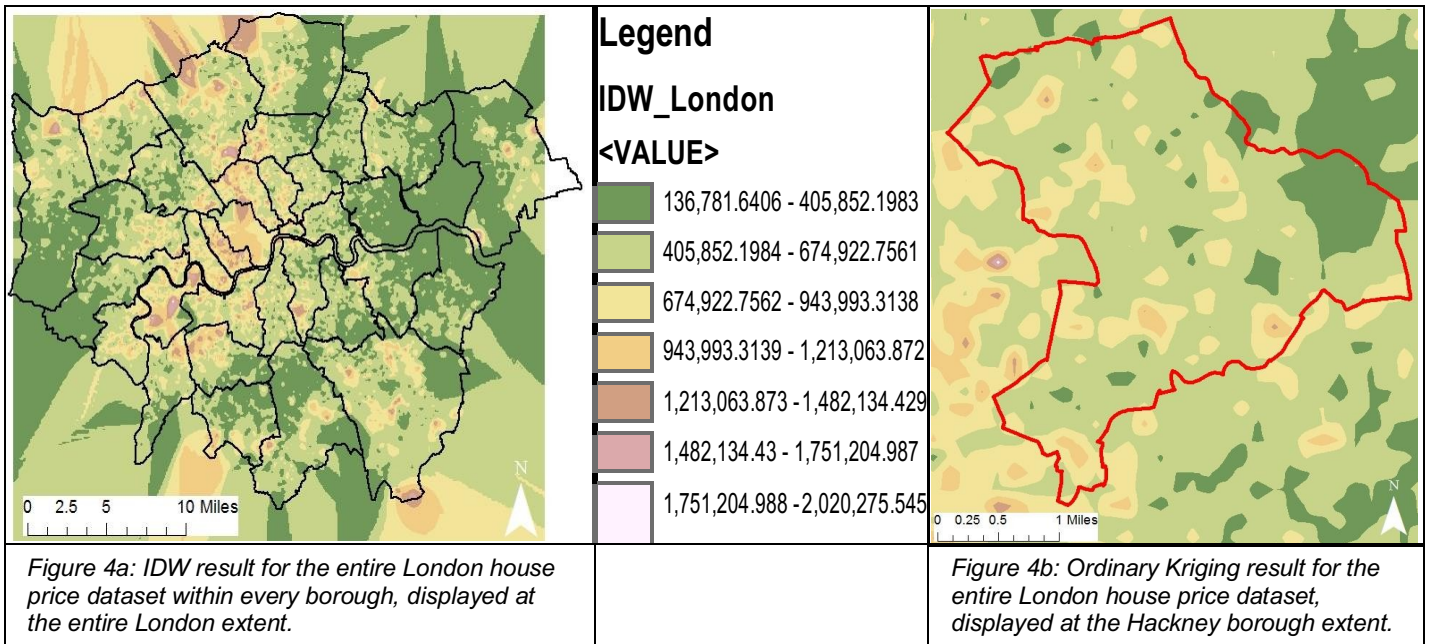 N
0 2.5 5 10 Miles
Legend
IDW_London
<VALUE>
136,781.6406 - 405,852.1983
405,852.1984 - 674,922.7561
674,922.7562 - 943,993.3138
943,993.3139 - 1,213,063.872
1,213,063.873 - 1,482,134.429
1,482,134.43 - 1,751,204.987
1,751,204.988 - 2,020,275.545
N
0 0.25 0.5 1 Miles
Figure 4a: IDW result for the entire London house
price dataset within every borough, displayed at
the entire London extent.
Figure 4b: Ordinary Kriging result for the
entire London house price dataset,
displayed at the Hackney borough extent.